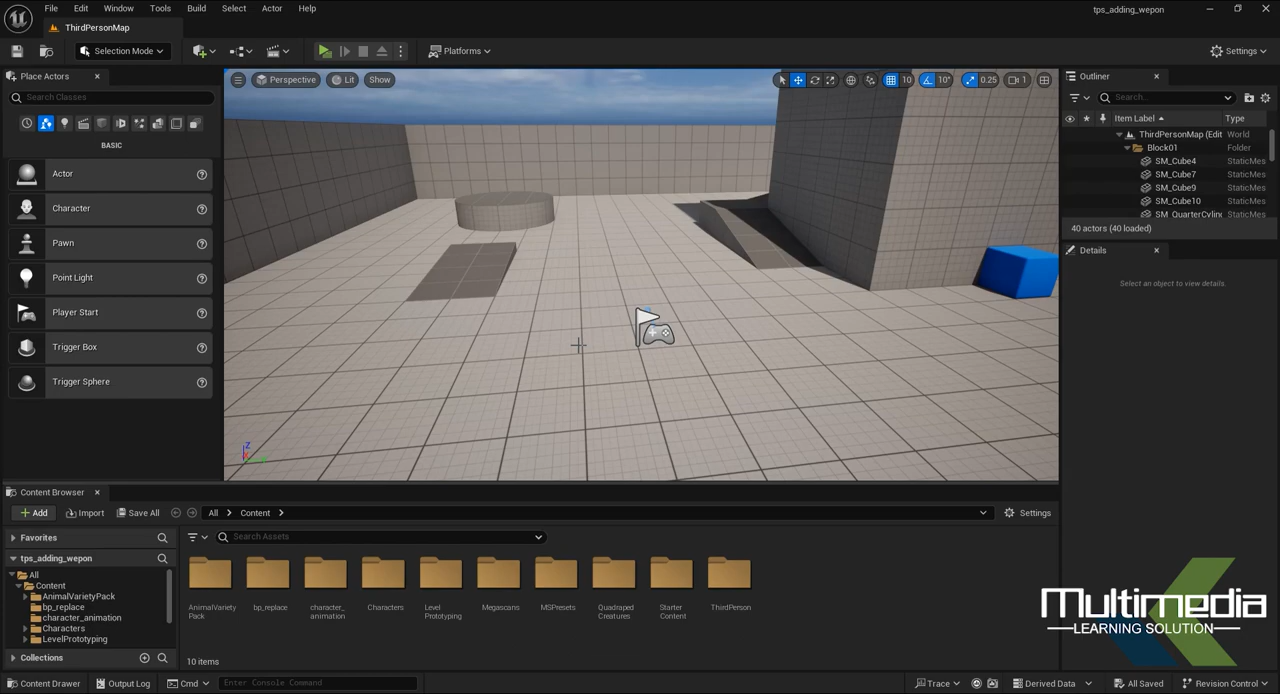 File Edit Window Tools Build Select Actor Help
tps_adding_wepon
ThirdPersonMap
Selection Mode
Platforms
Settings
Place Actors
Search Classes
BASIC
Actor
Character
Pawn
Point Light
Player Start
Trigger Box
Trigger Sphere
Perspective Lit Show
10 10° 0.25 1
Z
Outliner
Search...
Item Label Type
ThirdPersonMap (Edit World
Block01 Folder
SM_Cube4 StaticMes
SM_Cube7 StaticMes
SM_Cube9 StaticMes
SM_Cube10 StaticMes
SM_QuarterCylin StaticMes
40 actors (40 loaded)
Details
Select an object to view details.
Content Browser
Add Import Save All All Content Settings
Favorites
tps_adding_wepon
All
Content
AnimalVarietyPack
bp_replace
character_animation
Characters
LevelPrototyping
Collections
Search Assets
AnimalVariety
Pack
bp_replace
character_
animation
Characters
Level
Prototyping
Megascans
MSPresets
Quadraped
Creatures
Starter
Content
ThirdPerson
10 items
Multimedia
LEARNING SOLUTION
Content Drawer Output Log Cmd Enter Console Command Trace Derived Data All Saved Revision Control